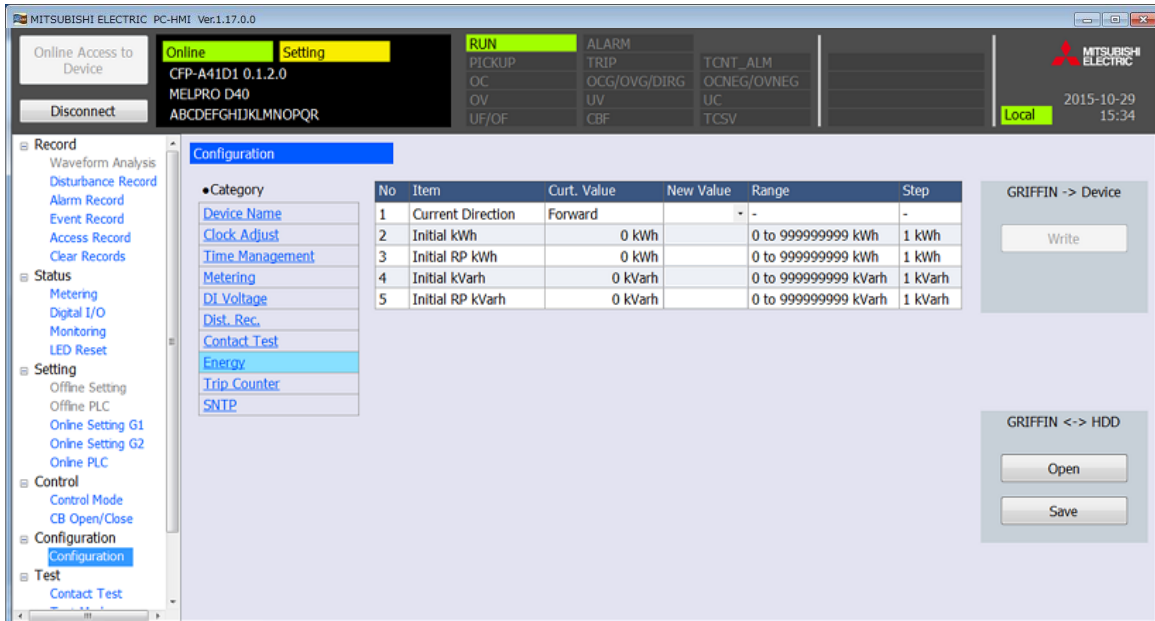 MITSUBISHI ELECTRIC PC-HMI Ver.1.17.0.0
Online Access to
Device
Disconnect
Online Setting
CFP-A41D1 0.1.2.0
MELPRO D40
ABCDEFGHIJKLMNOPQR
RUN ALARM
PICKUP TRIP TCNT_ALM
OC OCG/OVG/DIRG OCNEG/OVNEG
OV UV UC
UF/OF CBF TCSV
MITSUBISHI
ELECTRIC
2015-10-29
Local 15:34
Record
Waveform Analysis
Disturbance Record
Alarm Record
Event Record
Access Record
Clear Records
Status
Metering
Digital I/O
Monitoring
LED Reset
Setting
Offline Setting
Offline PLC
Online Setting G1
Online Setting G2
Online PLC
Control
Control Mode
CB Open/Close
Configuration
Configuration
Test
Contact Test
Configuration
●Category
Device Name
Clock Adjust
Time Management
Metering
DI Voltage
Dist. Rec.
Contact Test
Energy
Trip Counter
SNTP
No Item Curt. Value New Value Range Step
1 Current Direction Forward - -
2 Initial kWh 0 kWh 0 to 999999999 kWh 1 kWh
3 Initial RP kWh 0 kWh 0 to 999999999 kWh 1 kWh
4 Initial kVarh 0 kVarh 0 to 999999999 kVarh 1 kVarh
5 Initial RP kVarh 0 kVarh 0 to 999999999 kVarh 1 kVarh
GRIFFIN -> Device
Write
GRIFFIN <-> HDD
Open
Save